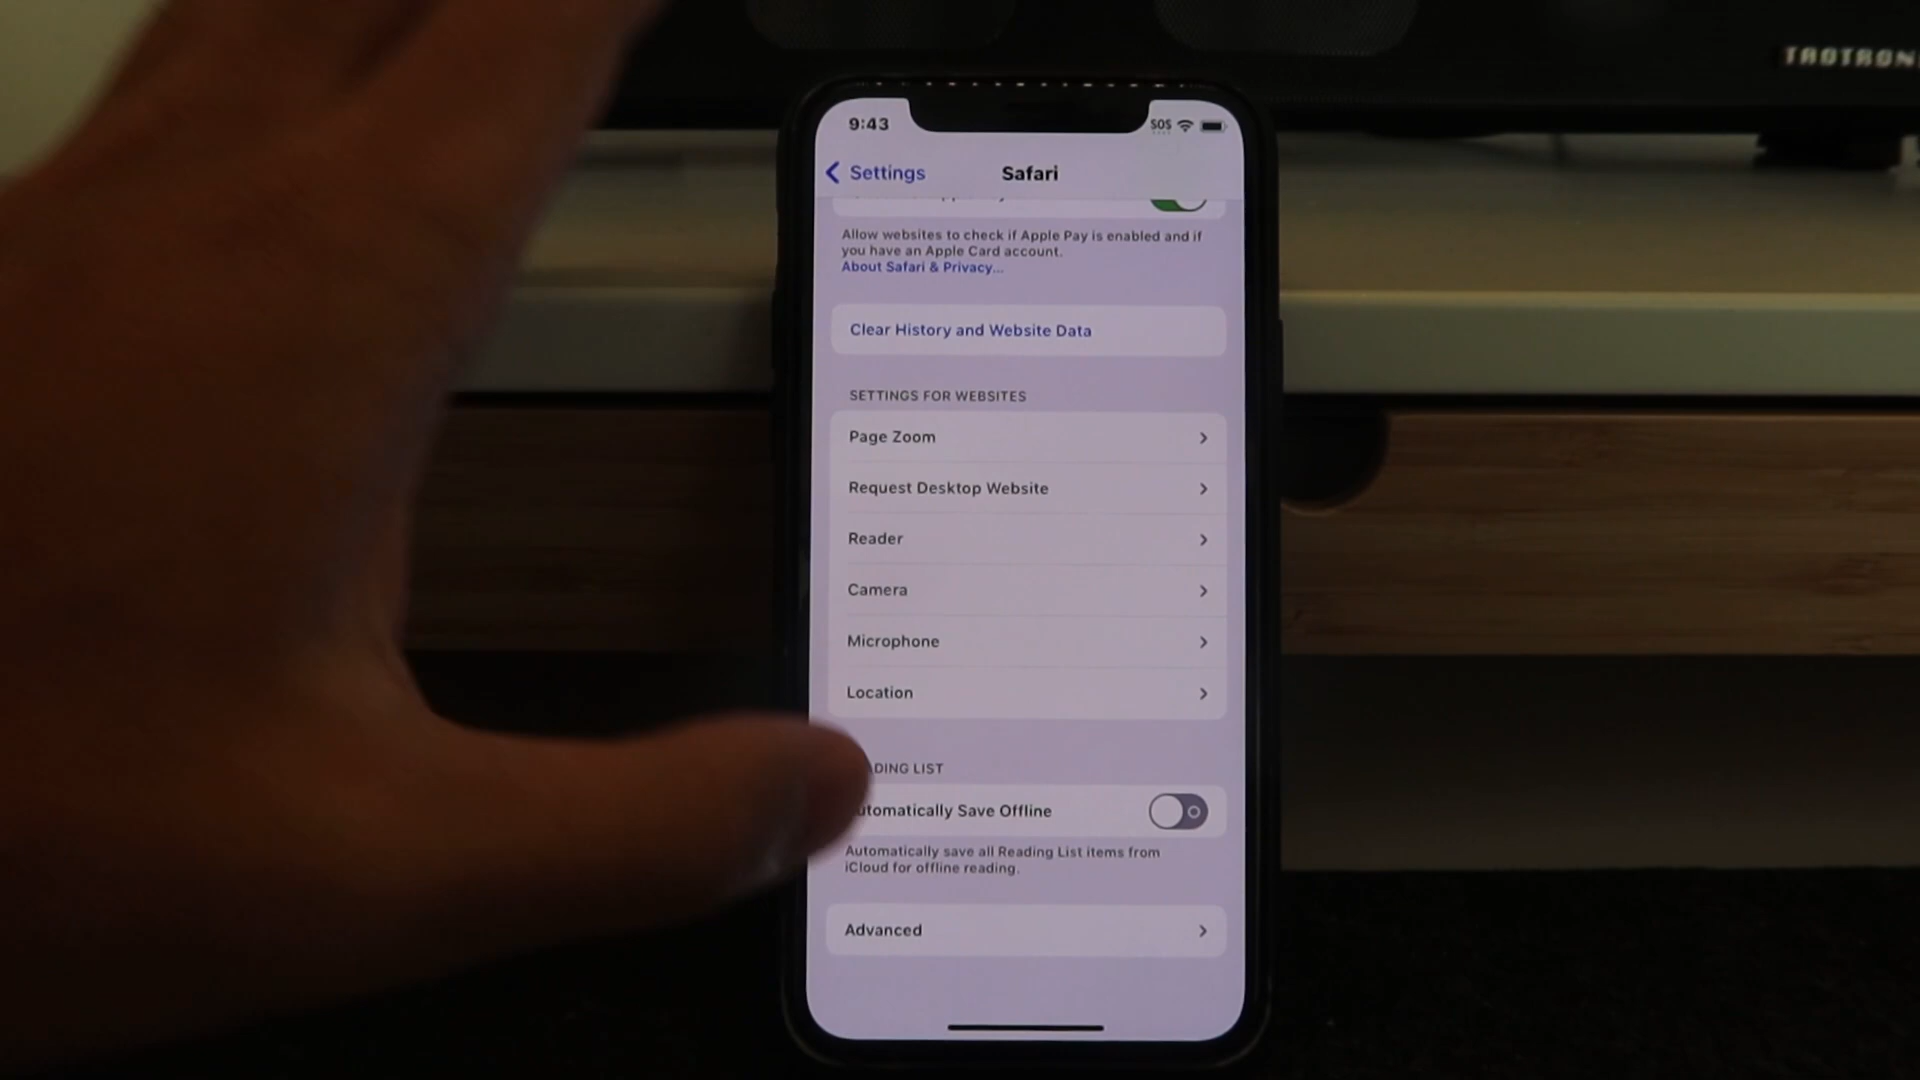 TAOTRON
9:43 SOS
Settings Safari
Allow websites to check if Apple Pay is enabled and if
you have an Apple Card account.
About Safari & Privacy...
Clear History and Website Data
SETTINGS FOR WEBSITES
Page Zoom
Request Desktop Website
Reader
Camera
Microphone
Location
ADING LIST
utomatically Save Offline
Automatically save all Reading List items from
iCloud for offline reading.
Advanced